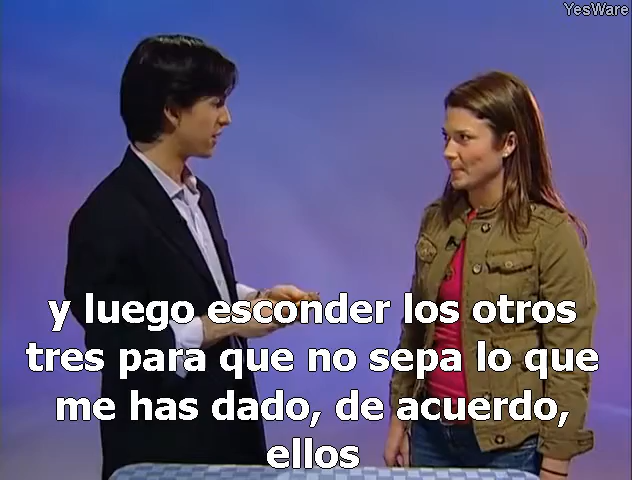 YesWare
y luego esconder los otros
tres para que no sepa lo que
me has dado, de acuerdo,
ellos